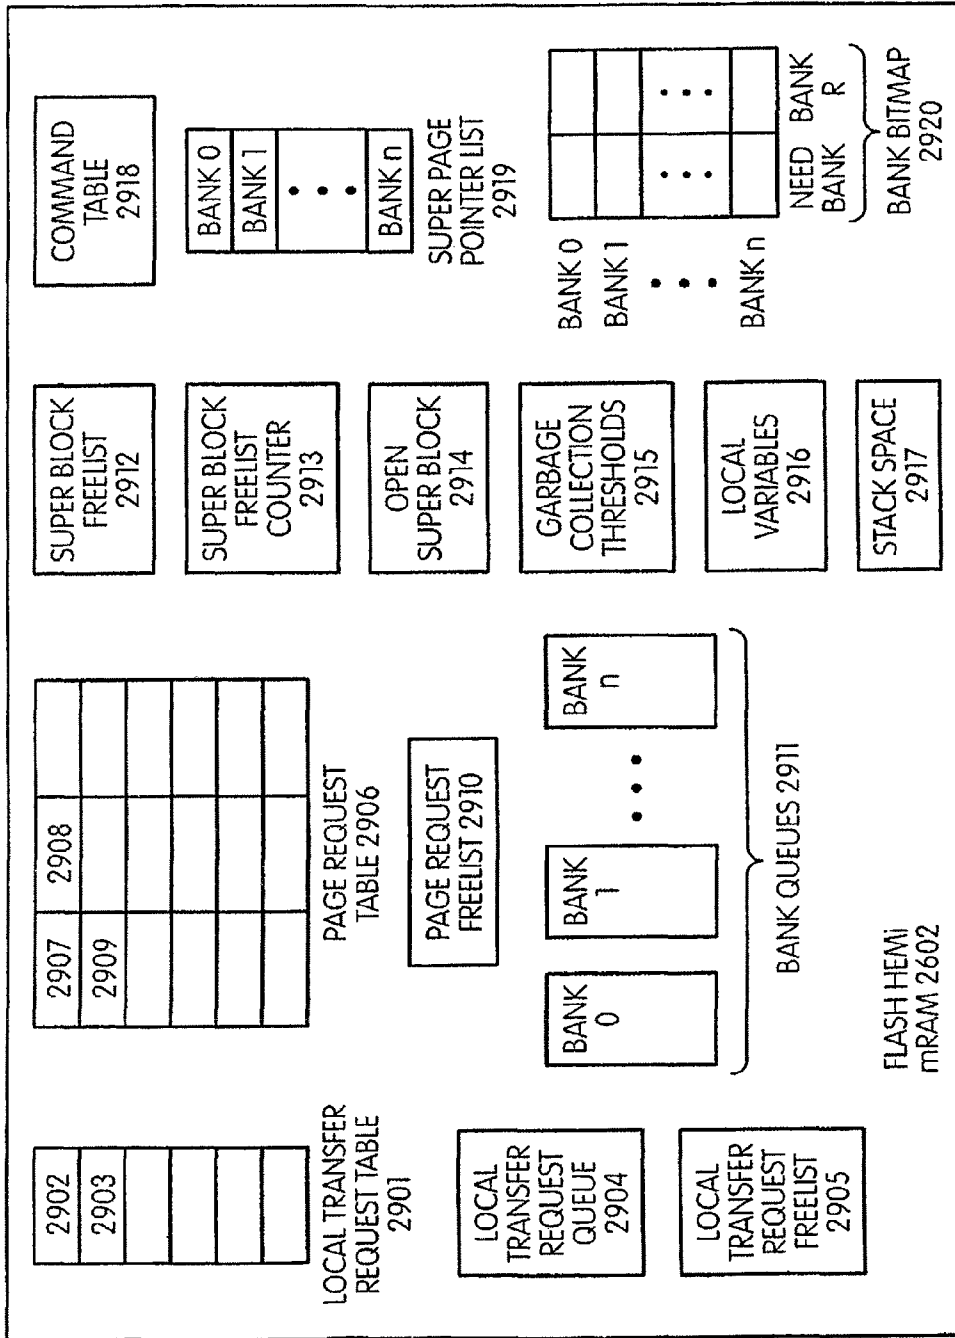 2902
2903
LOCAL TRANSFER
REQUEST TABLE
2901
LOCAL
TRANSFER
REQUEST
QUEUE
2904
LOCAL
TRANSFER
REQUEST
FREELIST
2905
2907
2908
2909
PAGE REQUEST
TABLE 2906
PAGE REQUEST
FREELIST 2910
BANK
0
BANK
1
• • •
BANK
n
BANK QUEUES 2911
FLASH HEMi
mRAM 2602
SUPER BLOCK
FREELIST
2912
SUPER BLOCK
FREELIST
COUNTER
2913
OPEN
SUPER BLOCK
2914
GARBAGE
COLLECTION
THRESHOLDS
2915
LOCAL
VARIABLES
2916
STACK SPACE
2917
COMMAND
TABLE
2918
BANK 0
BANK 1
• • •
BANK n
SUPER PAGE
POINTER LIST
2919
BANK 0
BANK 1
• • •
BANK n
• • •
• • •
NEED
BANK
BANK
R
BANK BITMAP
2920